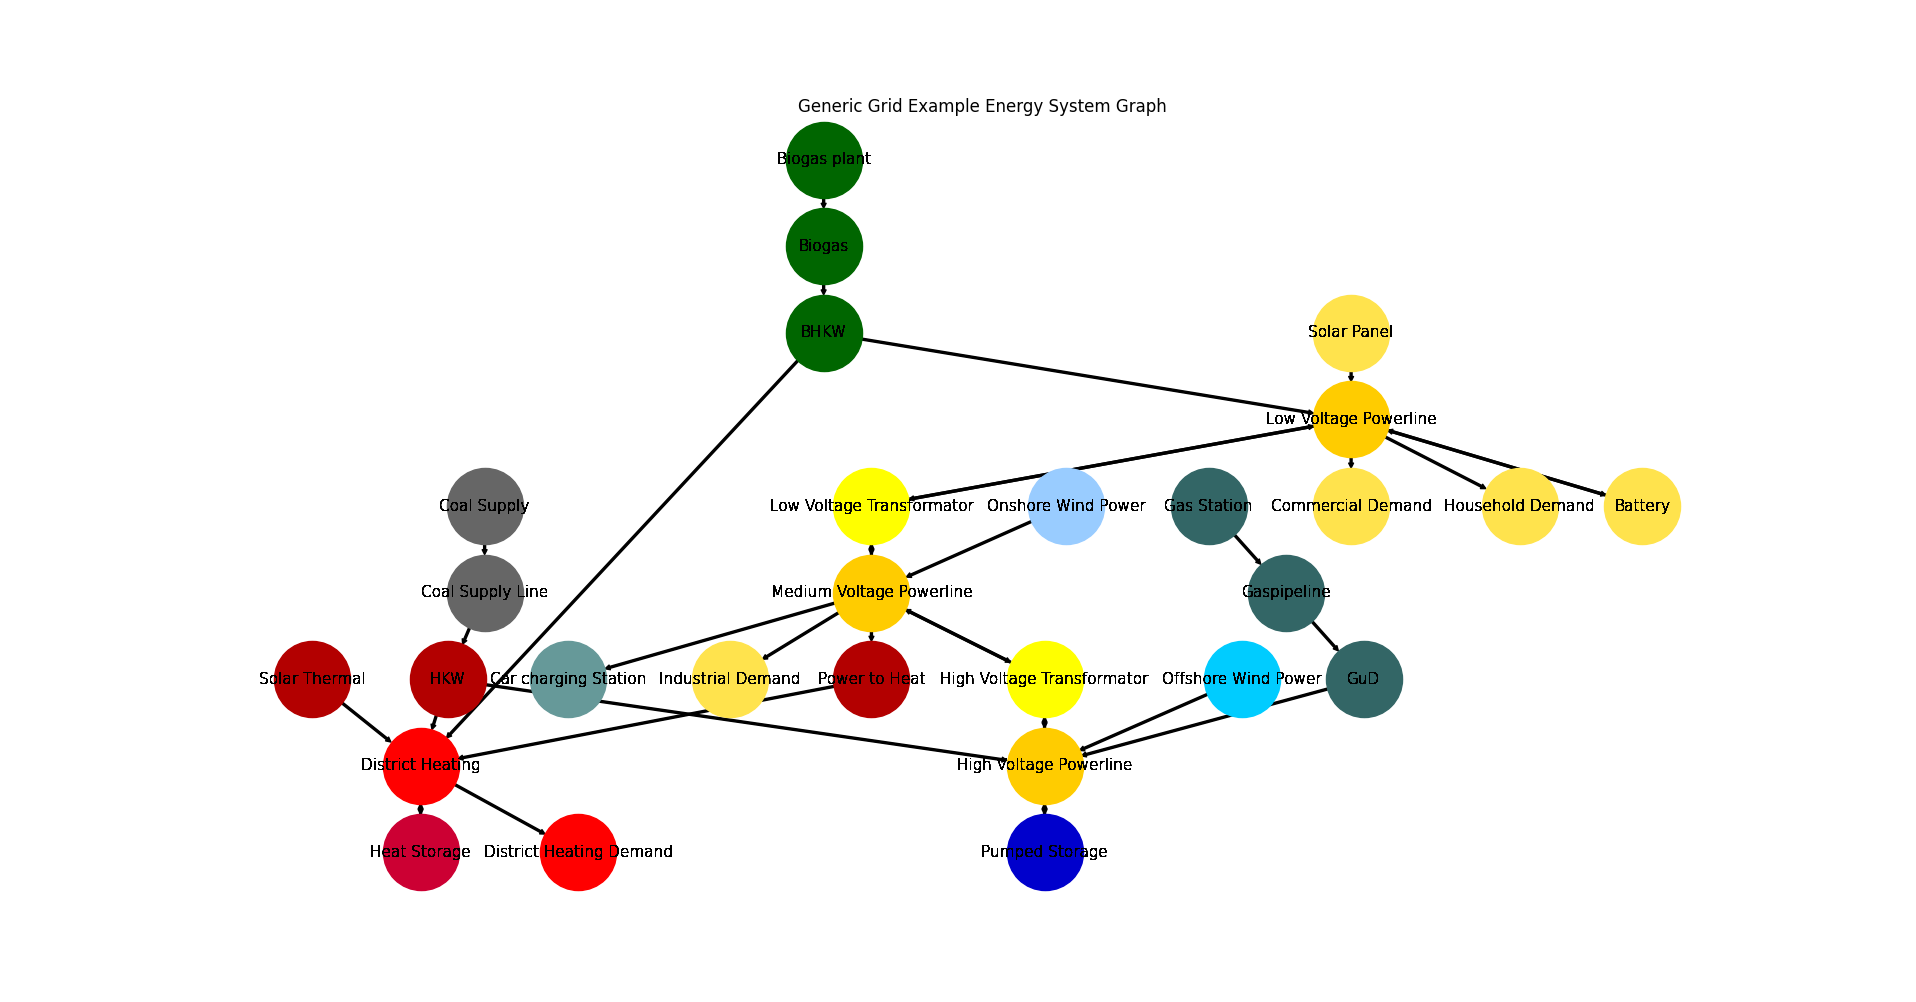 Generic Grid Example Energy System Graph
Biogas plant
Biogas
BHKW
Solar Panel
Low Voltage Powerline
Coal Supply
Low Voltage Transformator
Onshore Wind Power
Gas Station
Commercial Demand
Household Demand
Battery
Coal Supply Line
Medium Voltage Powerline
Gaspipeline
Solar Thermal
HKW
Car charging Station
Industrial Demand
Power to Heat
High Voltage Transformator
Offshore Wind Power
GuD
District Heating
High Voltage Powerline
Heat Storage
District Heating Demand
Pumped Storage